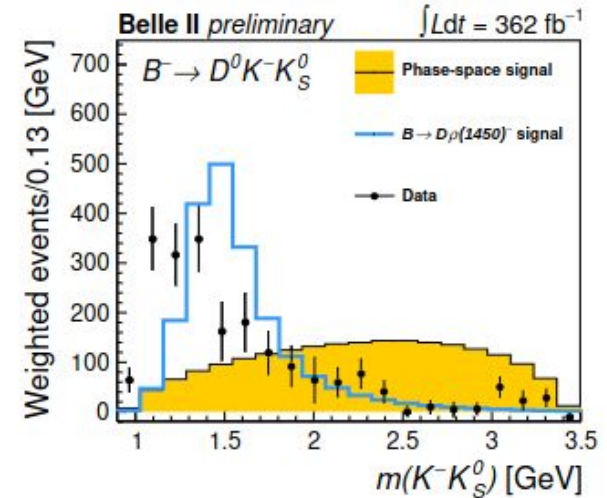 Belle II preliminary ∫Ldt = 362 fb⁻¹
B⁻→ D⁰K⁻K⁰_S
Phase-space signal
B→ Dρ(1450)⁻ signal
Data
Weighted events/0.13 [GeV]
700
600
500
400
300
200
100
0
1 1.5 2 2.5 3 3.5
m(K⁻K⁰_S) [GeV]